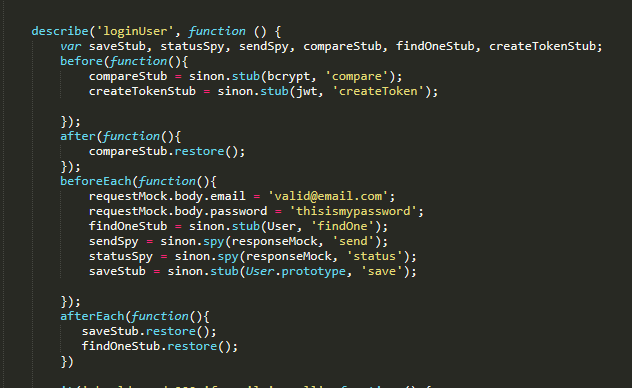 describe('loginUser', function () {
var saveStub, statusSpy, sendSpy, compareStub, findOneStub, createTokenStub;
before(function(){
compareStub = sinon.stub(bcrypt, 'compare');
createTokenStub = sinon.stub(jwt, 'createToken');
});
after(function(){
compareStub.restore();
});
beforeEach(function(){
requestMock.body.email = 'valid@email.com';
requestMock.body.password = 'thisismypassword';
findOneStub = sinon.stub(User, 'findOne');
sendSpy = sinon.spy(responseMock, 'send');
statusSpy = sinon.spy(responseMock, 'status');
saveStub = sinon.stub(User.prototype, 'save');
});
afterEach(function(){
saveStub.restore();
findOneStub.restore();
})